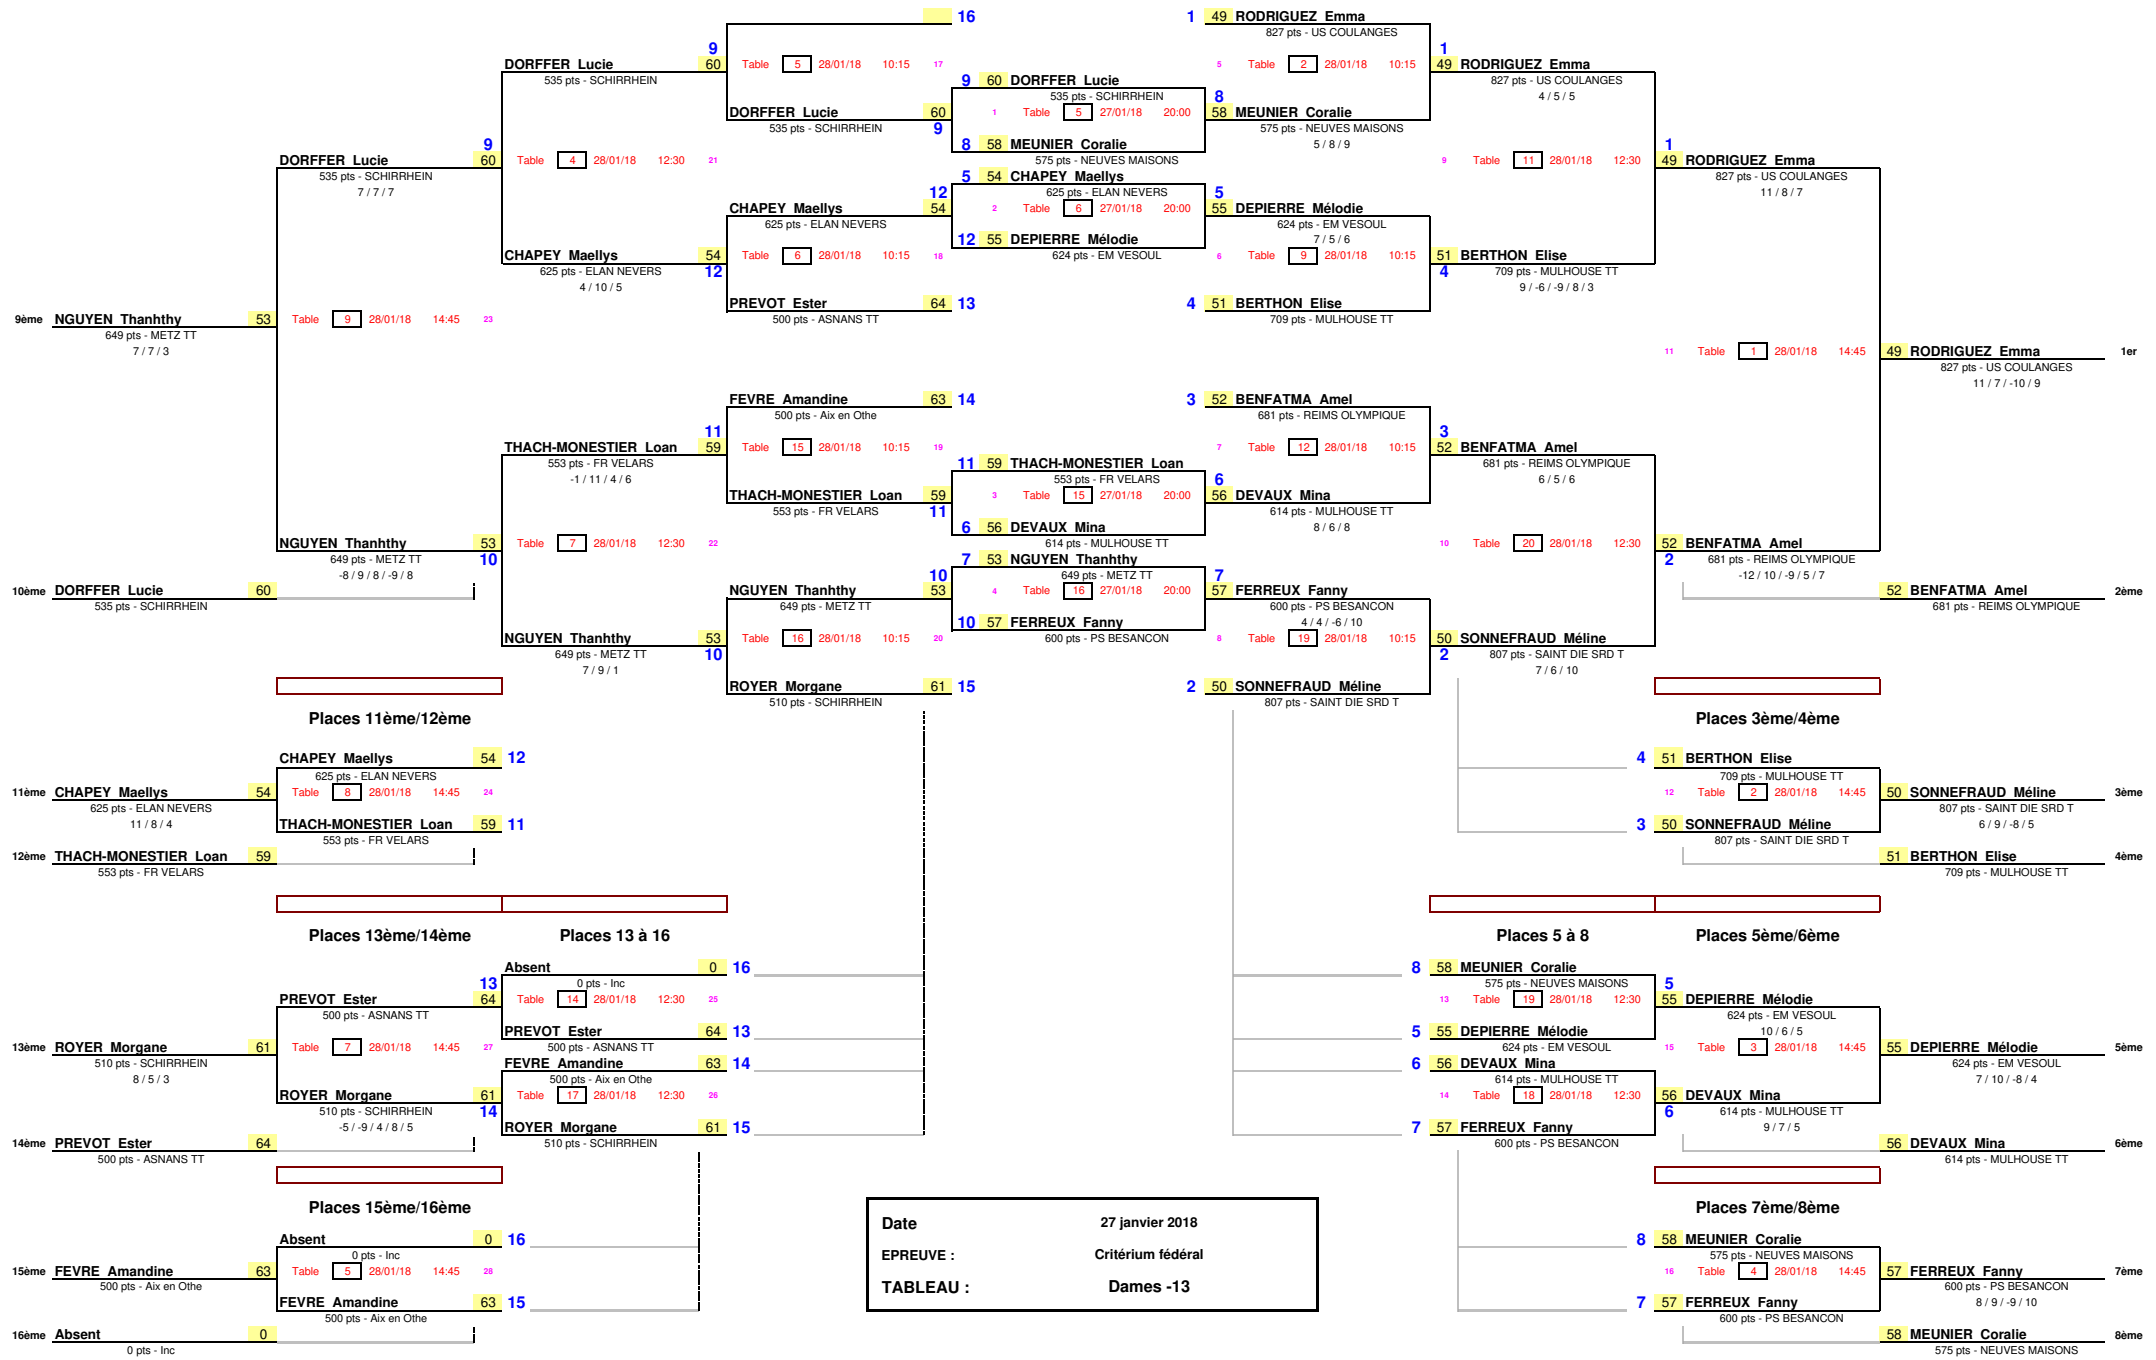 16 1 49 RODRIGUEZ Emma
827 pts - US COULANGES
9 1
DORFFER Lucie 60 Table 5 28/01/18 10:15 17 5 Table 2 28/01/18 10:15 49 RODRIGUEZ Emma
535 pts - SCHIRRHEIN 9 60 DORFFER Lucie 827 pts - US COULANGES
535 pts - SCHIRRHEIN 8 4 / 5 / 5
DORFFER Lucie 60 1 Table 5 27/01/18 20:00 58 MEUNIER Coralie
535 pts - SCHIRRHEIN 9 575 pts - NEUVES MAISONS
9 8 58 MEUNIER Coralie 5 / 8 / 9 1
DORFFER Lucie 60 Table 4 28/01/18 12:30 21 575 pts - NEUVES MAISONS 9 Table 11 28/01/18 12:30 49 RODRIGUEZ Emma
535 pts - SCHIRRHEIN 5 54 CHAPEY Maellys 827 pts - US COULANGES
7 / 7 / 7 12 625 pts - ELAN NEVERS 5 11 / 8 / 7
CHAPEY Maellys 54 2 Table 6 27/01/18 20:00 55 DEPIERRE Mélodie
625 pts - ELAN NEVERS 624 pts - EM VESOUL
12 55 DEPIERRE Mélodie 7 / 5 / 6
CHAPEY Maellys 54 Table 6 28/01/18 10:15 18 624 pts - EM VESOUL 6 Table 9 28/01/18 10:15 51 BERTHON Elise
625 pts - ELAN NEVERS 12 4 709 pts - MULHOUSE TT
4 / 10 / 5 9 / -6 / -9 / 8 / 3
PREVOT Ester 64 13 4 51 BERTHON Elise
500 pts - ASNANS TT 709 pts - MULHOUSE TT
9ème NGUYEN Thanhthy 53 Table 9 28/01/18 14:45 23
649 pts - METZ TT
7 / 7 / 3 11 Table 1 28/01/18 14:45 49 RODRIGUEZ Emma 1er
827 pts - US COULANGES
11 / 7 / -10 / 9
FEVRE Amandine 63 14 3 52 BENFATMA Amel
500 pts - Aix en Othe 681 pts - REIMS OLYMPIQUE
11 3
THACH-MONESTIER Loan 59 Table 15 28/01/18 10:15 19 7 Table 12 28/01/18 10:15 52 BENFATMA Amel
553 pts - FR VELARS 11 59 THACH-MONESTIER Loan 681 pts - REIMS OLYMPIQUE
-1 / 11 / 4 / 6 553 pts - FR VELARS 6 6 / 5 / 6
THACH-MONESTIER Loan 59 3 Table 15 27/01/18 20:00 56 DEVAUX Mina
553 pts - FR VELARS 11 614 pts - MULHOUSE TT
6 56 DEVAUX Mina 8 / 6 / 8
NGUYEN Thanhthy 53 Table 7 28/01/18 12:30 22 614 pts - MULHOUSE TT 10 Table 20 28/01/18 12:30 52 BENFATMA Amel
649 pts - METZ TT 10 7 53 NGUYEN Thanhthy 2 681 pts - REIMS OLYMPIQUE
-8 / 9 / 8 / -9 / 8 10 649 pts - METZ TT 7 -12 / 10 / -9 / 5 / 7
10ème DORFFER Lucie 60 NGUYEN Thanhthy 53 4 Table 16 27/01/18 20:00 57 FERREUX Fanny 52 BENFATMA Amel 2ème
535 pts - SCHIRRHEIN 649 pts - METZ TT 600 pts - PS BESANCON 681 pts - REIMS OLYMPIQUE
10 57 FERREUX Fanny 4 / 4 / -6 / 10
NGUYEN Thanhthy 53 Table 16 28/01/18 10:15 20 600 pts - PS BESANCON 8 Table 19 28/01/18 10:15 50 SONNEFRAUD Méline
649 pts - METZ TT 10 2 807 pts - SAINT DIE SRD T
7 / 9 / 1 7 / 6 / 10
ROYER Morgane 61 15 2 50 SONNEFRAUD Méline
510 pts - SCHIRRHEIN 807 pts - SAINT DIE SRD T
Places 11ème/12ème Places 3ème/4ème
CHAPEY Maellys 54 12 4 51 BERTHON Elise
625 pts - ELAN NEVERS 709 pts - MULHOUSE TT
11ème CHAPEY Maellys 54 Table 8 28/01/18 14:45 24 12 Table 2 28/01/18 14:45 50 SONNEFRAUD Méline 3ème
625 pts - ELAN NEVERS 807 pts - SAINT DIE SRD T
11 / 8 / 4 THACH-MONESTIER Loan 59 11 3 50 SONNEFRAUD Méline 6 / 9 / -8 / 5
553 pts - FR VELARS 807 pts - SAINT DIE SRD T
12ème THACH-MONESTIER Loan 59 51 BERTHON Elise 4ème
553 pts - FR VELARS 709 pts - MULHOUSE TT
Places 13ème/14ème Places 13 à 16 Places 5 à 8 Places 5ème/6ème
Absent 0 16 8 58 MEUNIER Coralie
13 0 pts - Inc 575 pts - NEUVES MAISONS 5
PREVOT Ester 64 Table 14 28/01/18 12:30 25 13 Table 19 28/01/18 12:30 55 DEPIERRE Mélodie
500 pts - ASNANS TT 624 pts - EM VESOUL
PREVOT Ester 64 13 5 55 DEPIERRE Mélodie 10 / 6 / 5
13ème ROYER Morgane 61 Table 7 28/01/18 14:45 27 500 pts - ASNANS TT 624 pts - EM VESOUL 15 Table 3 28/01/18 14:45 55 DEPIERRE Mélodie 5ème
510 pts - SCHIRRHEIN FEVRE Amandine 63 14 6 56 DEVAUX Mina 624 pts - EM VESOUL
8 / 5 / 3 500 pts - Aix en Othe 614 pts - MULHOUSE TT 7 / 10 / -8 / 4
ROYER Morgane 61 Table 17 28/01/18 12:30 26 14 Table 18 28/01/18 12:30 56 DEVAUX Mina
510 pts - SCHIRRHEIN 14 6 614 pts - MULHOUSE TT
-5 / -9 / 4 / 8 / 5 ROYER Morgane 61 15 7 57 FERREUX Fanny 9 / 7 / 5
14ème PREVOT Ester 64 510 pts - SCHIRRHEIN 600 pts - PS BESANCON 56 DEVAUX Mina 6ème
500 pts - ASNANS TT 614 pts - MULHOUSE TT
Places 15ème/16ème Places 7ème/8ème
Date 27 janvier 2018
Absent 0 16 8 58 MEUNIER Coralie
0 pts - Inc EPREUVE : Critérium fédéral 575 pts - NEUVES MAISONS
15ème FEVRE Amandine 63 Table 5 28/01/18 14:45 28 16 Table 4 28/01/18 14:45 57 FERREUX Fanny 7ème
500 pts - Aix en Othe TABLEAU : Dames -13 600 pts - PS BESANCON
FEVRE Amandine 63 15 7 57 FERREUX Fanny 8 / 9 / -9 / 10
500 pts - Aix en Othe 600 pts - PS BESANCON
16ème Absent 0 58 MEUNIER Coralie 8ème
0 pts - Inc 575 pts - NEUVES MAISONS